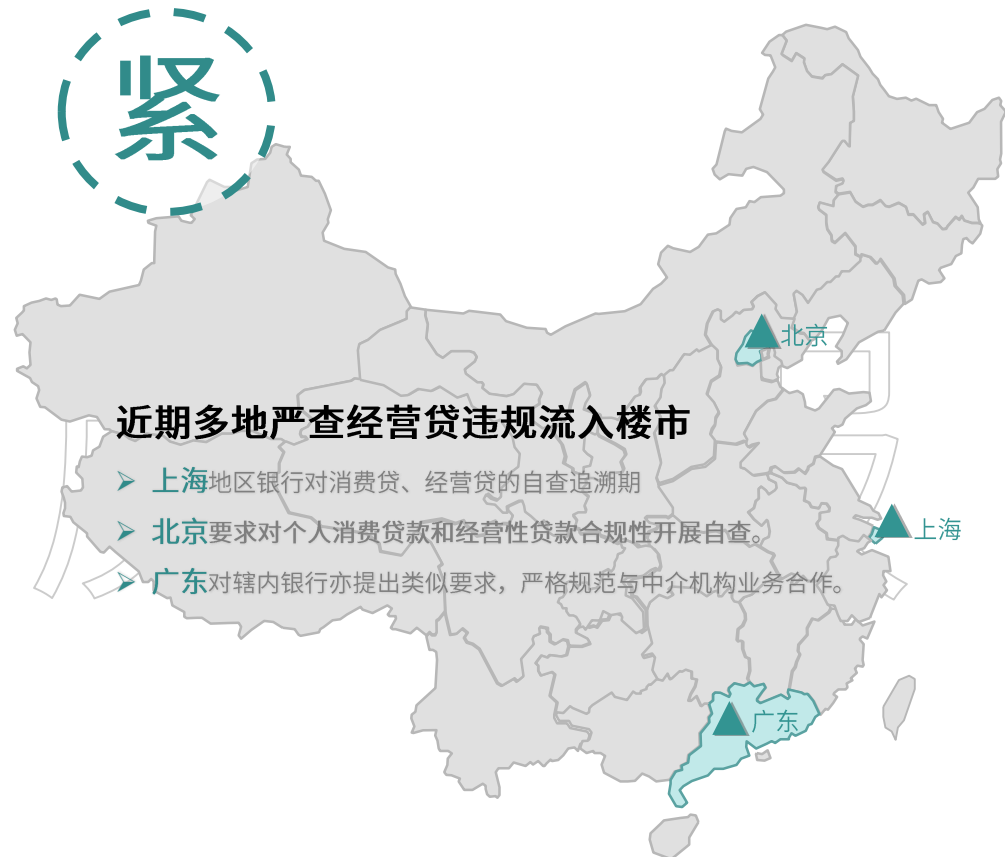 紧
近期多地严查经营贷违规流入楼市
上海地区银行对消费贷、经营贷的自查追溯期
北京要求对个人消费贷款和经营性贷款合规性开展自查。
广东对辖内银行亦提出类似要求，严格规范与中介机构业务合作。
北京
上海
广东